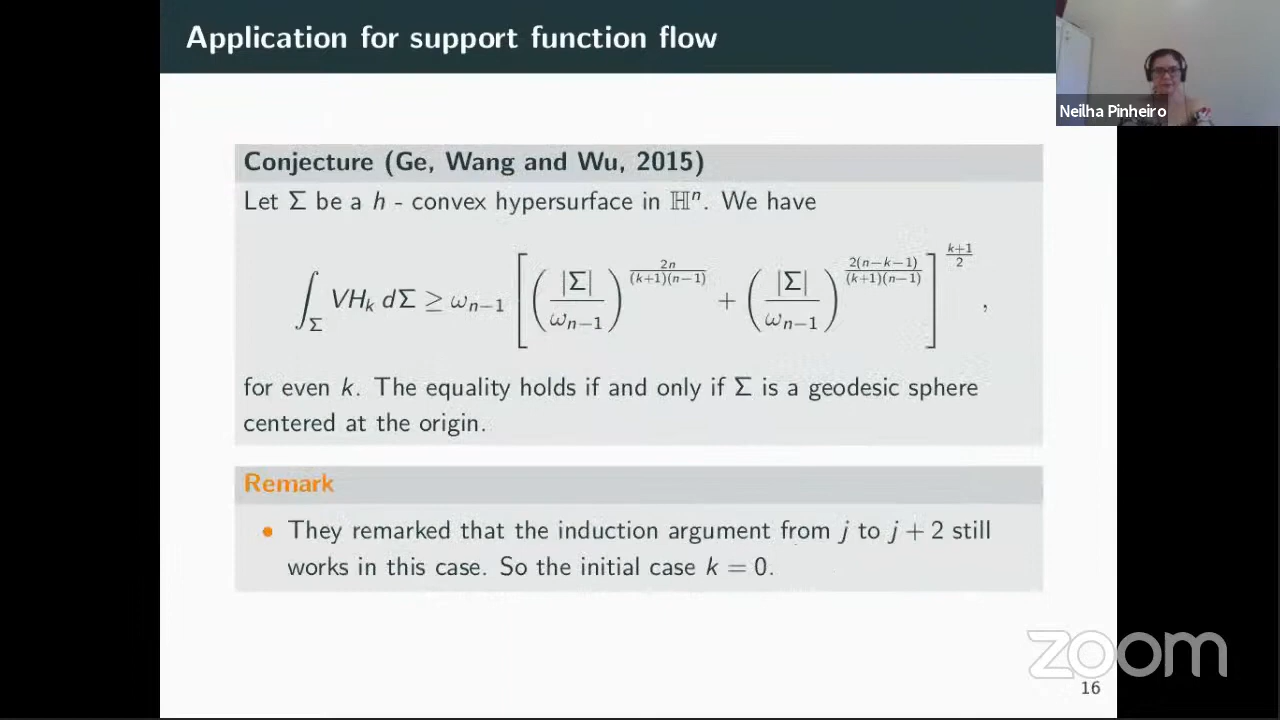 Application for support function flow
Neilha Pinheiro
Conjecture (Ge, Wang and Wu, 2015)
Let Σ be a h - convex hypersurface in ℍⁿ. We have
∫_Σ VH_k dΣ ≥ ω_{n−1} [ ( |Σ| / ω_{n−1} )^{2n / (k+1)(n−1)} + ( |Σ| / ω_{n−1} )^{2(n−k−1) / (k+1)(n−1)} ]^{k+1 / 2} ,
for even k. The equality holds if and only if Σ is a geodesic sphere
centered at the origin.
Remark
• They remarked that the induction argument from j to j + 2 still
works in this case. So the initial case k = 0.
zoom
16